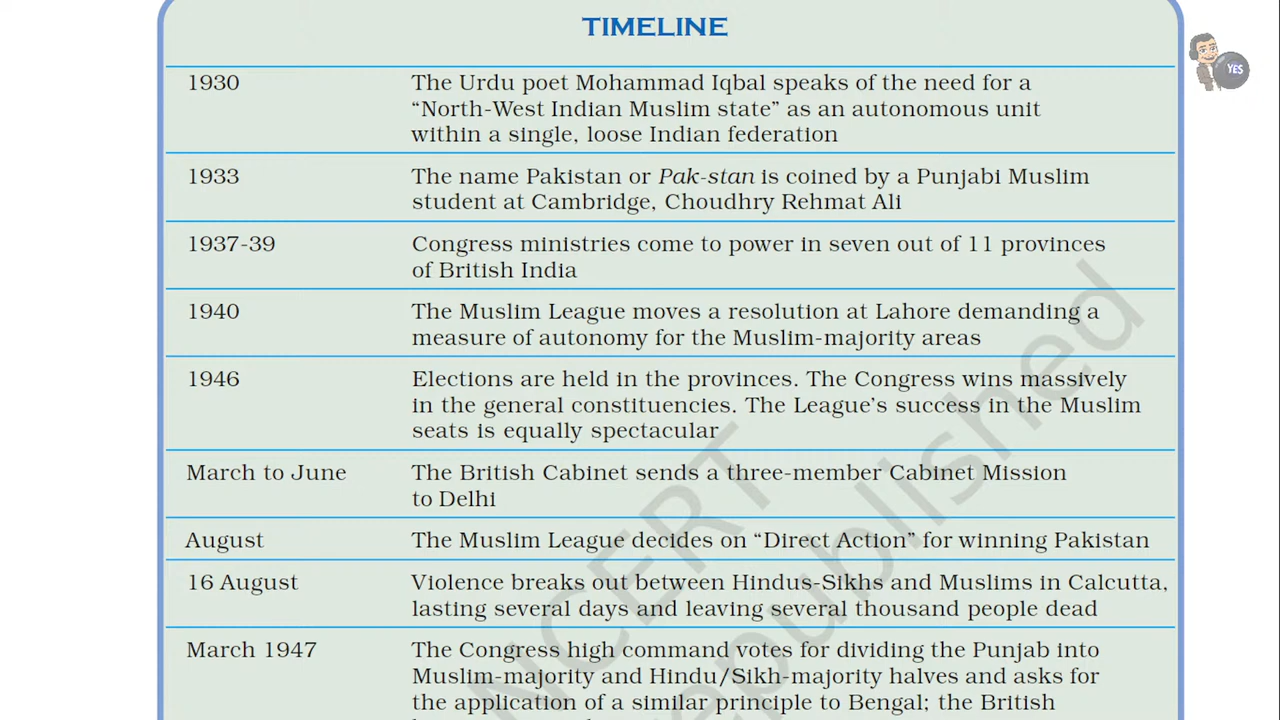 TIMELINE
YES
1930 The Urdu poet Mohammad Iqbal speaks of the need for a
“North-West Indian Muslim state” as an autonomous unit
within a single, loose Indian federation
1933 The name Pakistan or Pak-stan is coined by a Punjabi Muslim
student at Cambridge, Choudhry Rehmat Ali
1937-39 Congress ministries come to power in seven out of 11 provinces
of British India
1940 The Muslim League moves a resolution at Lahore demanding a
measure of autonomy for the Muslim-majority areas
1946 Elections are held in the provinces. The Congress wins massively
in the general constituencies. The League’s success in the Muslim
seats is equally spectacular
March to June The British Cabinet sends a three-member Cabinet Mission
to Delhi
August The Muslim League decides on “Direct Action” for winning Pakistan
16 August Violence breaks out between Hindus-Sikhs and Muslims in Calcutta,
lasting several days and leaving several thousand people dead
March 1947 The Congress high command votes for dividing the Punjab into
Muslim-majority and Hindu/Sikh-majority halves and asks for
the application of a similar principle to Bengal; the British
NCERT
republished